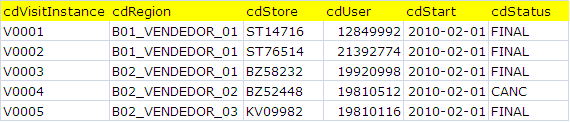 cdVisitInstance cdRegion cdStore cdUser cdStart cdStatus
V0001 B01_VENDEDOR_01 ST14716 12849992 2010-02-01 FINAL
V0002 B01_VENDEDOR_01 ST76514 21392774 2010-02-01 FINAL
V0003 B02_VENDEDOR_01 BZ58232 19920998 2010-02-01 FINAL
V0004 B02_VENDEDOR_02 BZ52448 19810512 2010-02-01 CANC
V0005 B02_VENDEDOR_03 KV09982 19810116 2010-02-01 FINAL